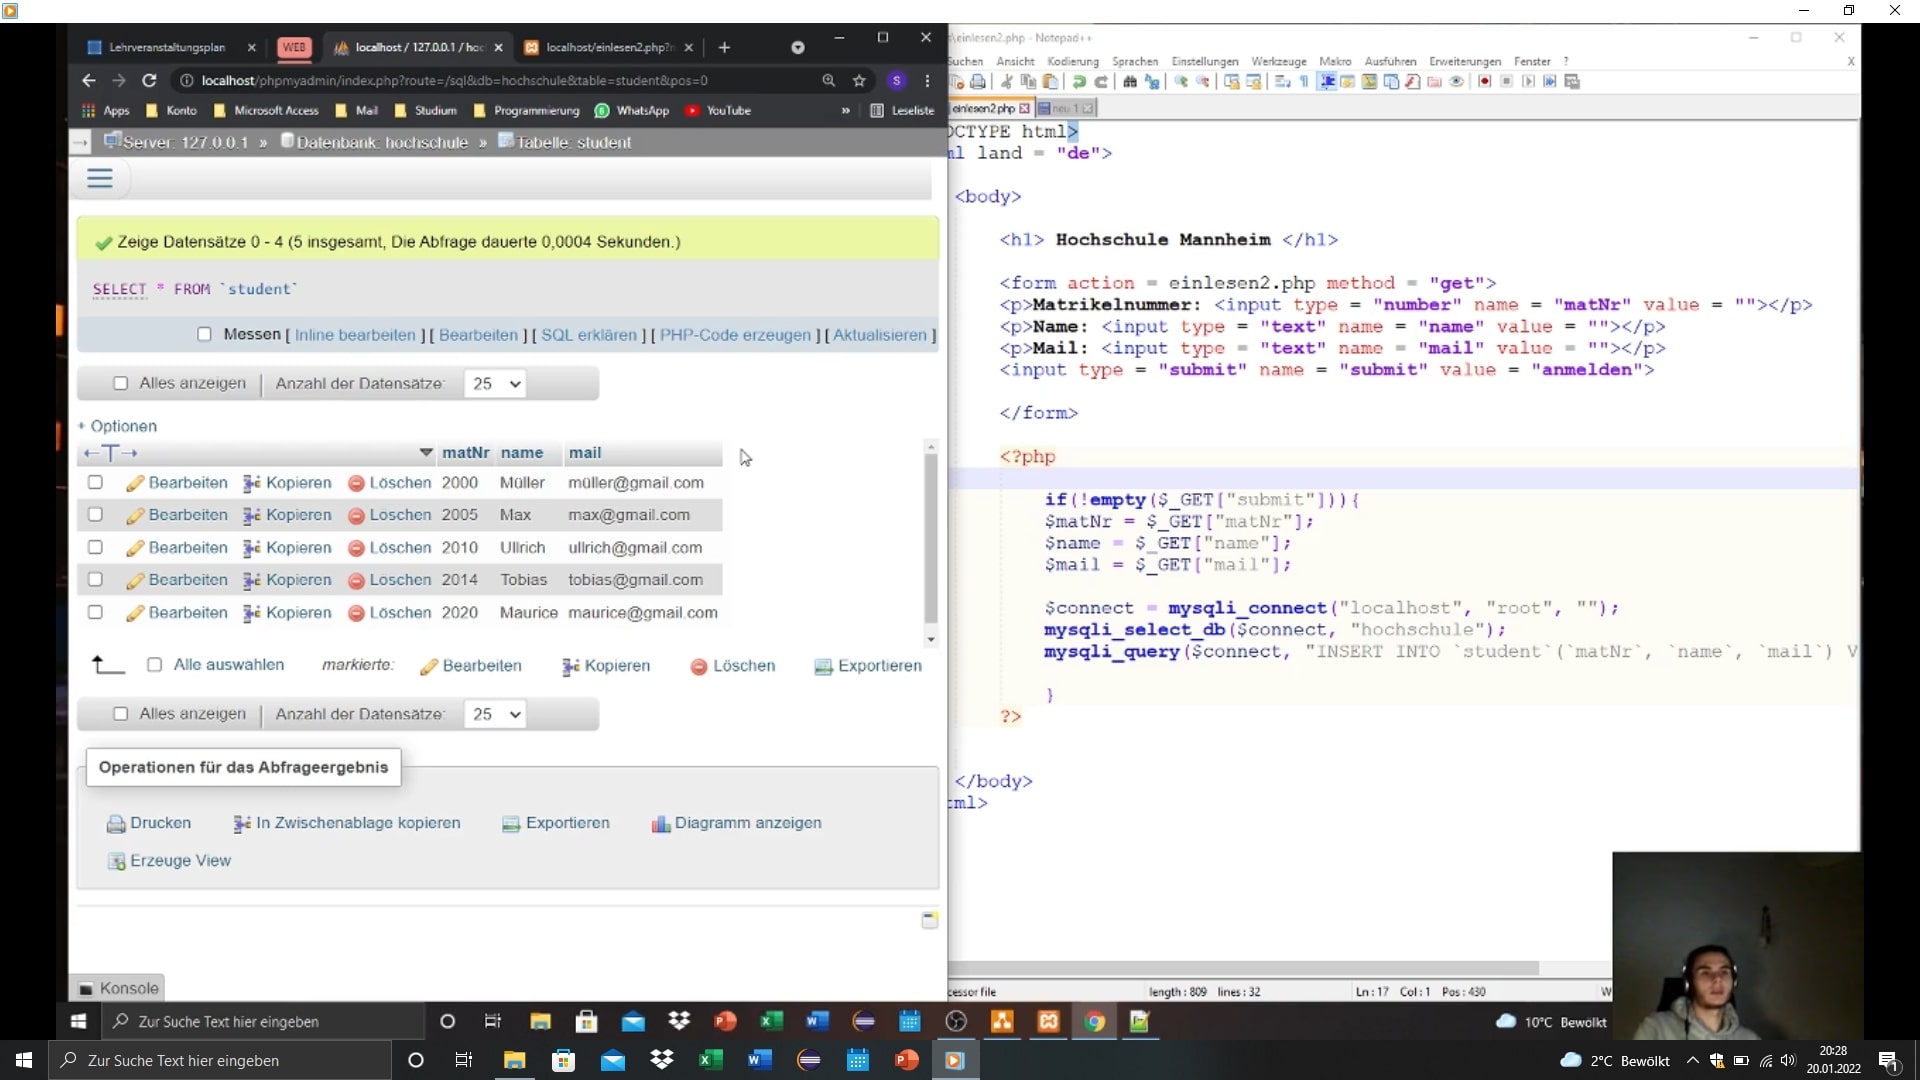 Lehrveranstaltungsplan
WEB
localhost / 127.0.0.1 / hoc
localhost/einlesen2.php?n
localhost/phpmyadmin/index.php?route=/sql&db=hochschule&table=student&pos=0
S
Apps
Konto
Microsoft Access
Mail
Studium
Programmierung
WhatsApp
YouTube
»
Leseliste
Server: 127.0.0.1 » Datenbank: hochschule » Tabelle: student
Zeige Datensätze 0 - 4 (5 insgesamt, Die Abfrage dauerte 0,0004 Sekunden.)
SELECT * FROM `student`
Messen [ Inline bearbeiten ] [ Bearbeiten ] [ SQL erklären ] [ PHP-Code erzeugen ] [ Aktualisieren ]
Alles anzeigen | Anzahl der Datensätze: 25
+ Optionen
←T→ matNr name mail
Bearbeiten Kopieren Löschen 2000 Müller müller@gmail.com
Bearbeiten Kopieren Löschen 2005 Max max@gmail.com
Bearbeiten Kopieren Löschen 2010 Ullrich ullrich@gmail.com
Bearbeiten Kopieren Löschen 2014 Tobias tobias@gmail.com
Bearbeiten Kopieren Löschen 2020 Maurice maurice@gmail.com
Alle auswählen markierte: Bearbeiten Kopieren Löschen Exportieren
Alles anzeigen | Anzahl der Datensätze: 25
Operationen für das Abfrageergebnis
Drucken In Zwischenablage kopieren Exportieren Diagramm anzeigen
Erzeuge View
Konsole
\einlesen2.php - Notepad++
Suchen Ansicht Kodierung Sprachen Einstellungen Werkzeuge Makro Ausführen Erweiterungen Fenster ? X
einlesen2.php neu 1
OCTYPE html>
ml land = "de">
<body>
<h1> Hochschule Mannheim </h1>
<form action = einlesen2.php method = "get">
<p>Matrikelnummer: <input type = "number" name = "matNr" value = ""></p>
<p>Name: <input type = "text" name = "name" value = ""></p>
<p>Mail: <input type = "text" name = "mail" value = ""></p>
<input type = "submit" name = "submit" value = "anmelden">
</form>
<?php
if(!empty($_GET["submit"])){
$matNr = $_GET["matNr"];
$name = $_GET["name"];
$mail = $_GET["mail"];
$connect = mysqli_connect("localhost", "root", "");
mysqli_select_db($connect, "hochschule");
mysqli_query($connect, "INSERT INTO `student`(`matNr`, `name`, `mail`) V
}
?>
</body>
tml>
cessor file length : 809 lines : 32 Ln : 17 Col : 1 Pos : 430 W
Zur Suche Text hier eingeben
10°C Bewölkt
Zur Suche Text hier eingeben
2°C Bewölkt
20:28
20.01.2022
1